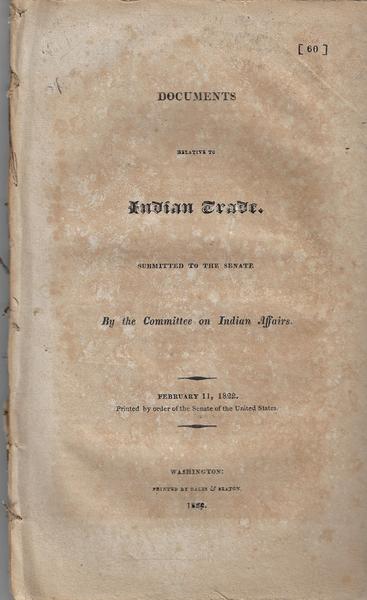 [ 60 ]
DOCUMENTS
RELATIVE TO
Indian Trade.
SUBMITTED TO THE SENATE
By the Committee on Indian Affairs.
FEBRUARY 11, 1822.
Printed by order of the Senate of the United States.
WASHINGTON:
PRINTED BY GALES & SEATON.
1822.